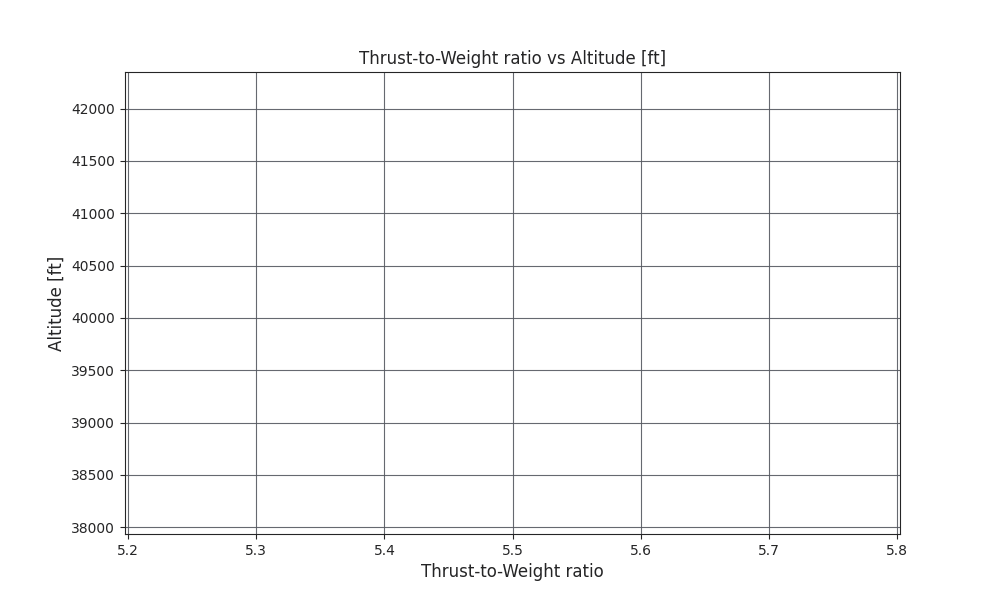 Thrust-to-Weight ratio vs Altitude [ft]
Altitude [ft]
42000
41500
41000
40500
40000
39500
39000
38500
38000
5.2 5.3 5.4 5.5 5.6 5.7 5.8
Thrust-to-Weight ratio